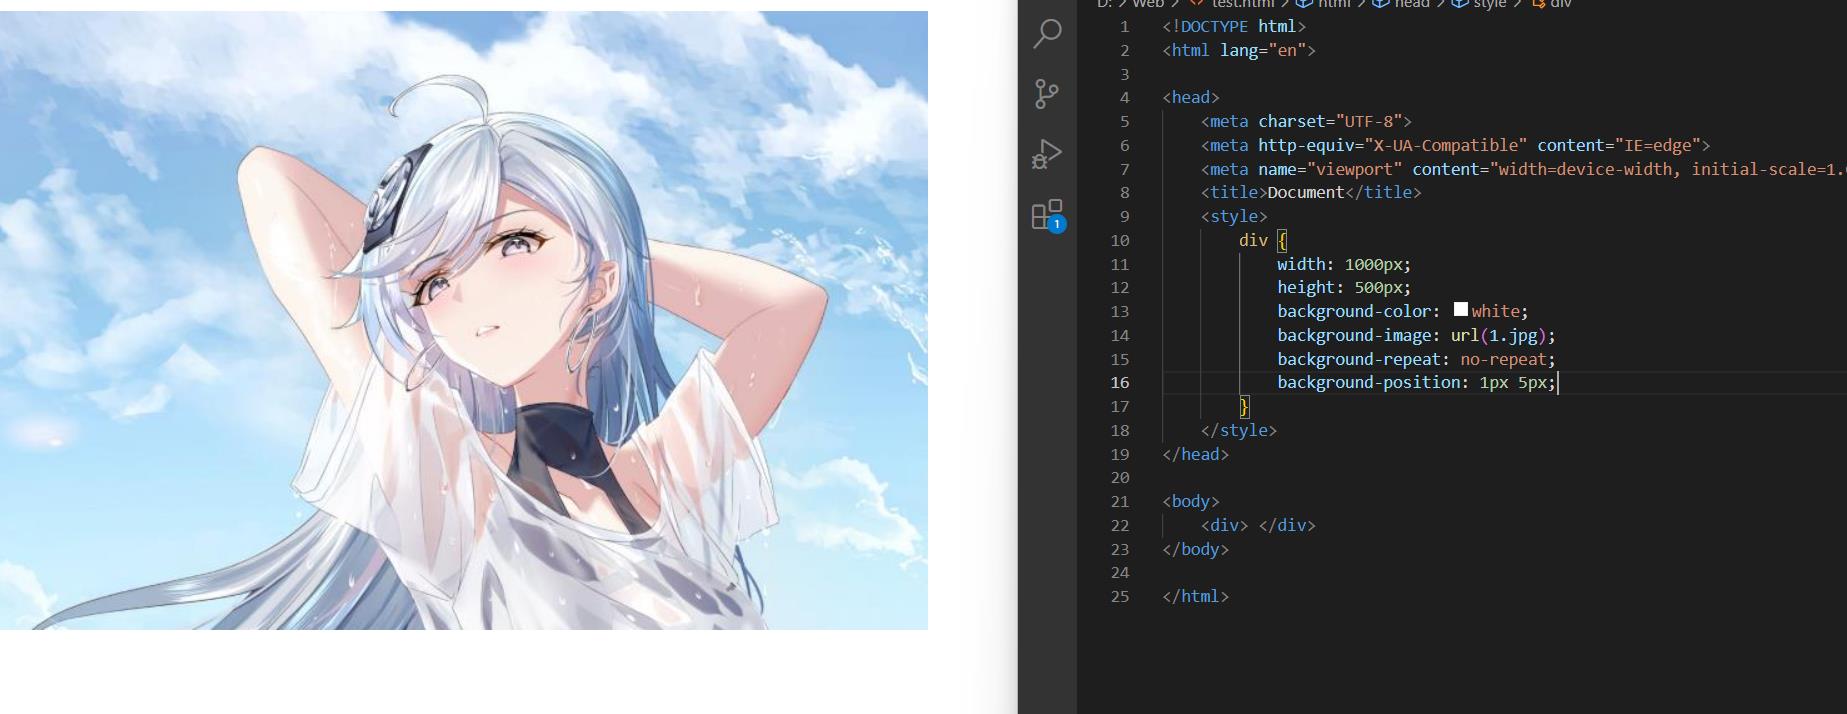 D: > Web > <> test.html > html > head > style > div
1 <!DOCTYPE html>
2 <html lang="en">
3
4 <head>
5 <meta charset="UTF-8">
6 <meta http-equiv="X-UA-Compatible" content="IE=edge">
7 <meta name="viewport" content="width=device-width, initial-scale=1.
8 <title>Document</title>
9 <style>
10 div {
11 width: 1000px;
12 height: 500px;
13 background-color: white;
14 background-image: url(1.jpg);
15 background-repeat: no-repeat;
16 background-position: 1px 5px;
17 }
18 </style>
19 </head>
20
21 <body>
22 <div> </div>
23 </body>
24
25 </html>
1